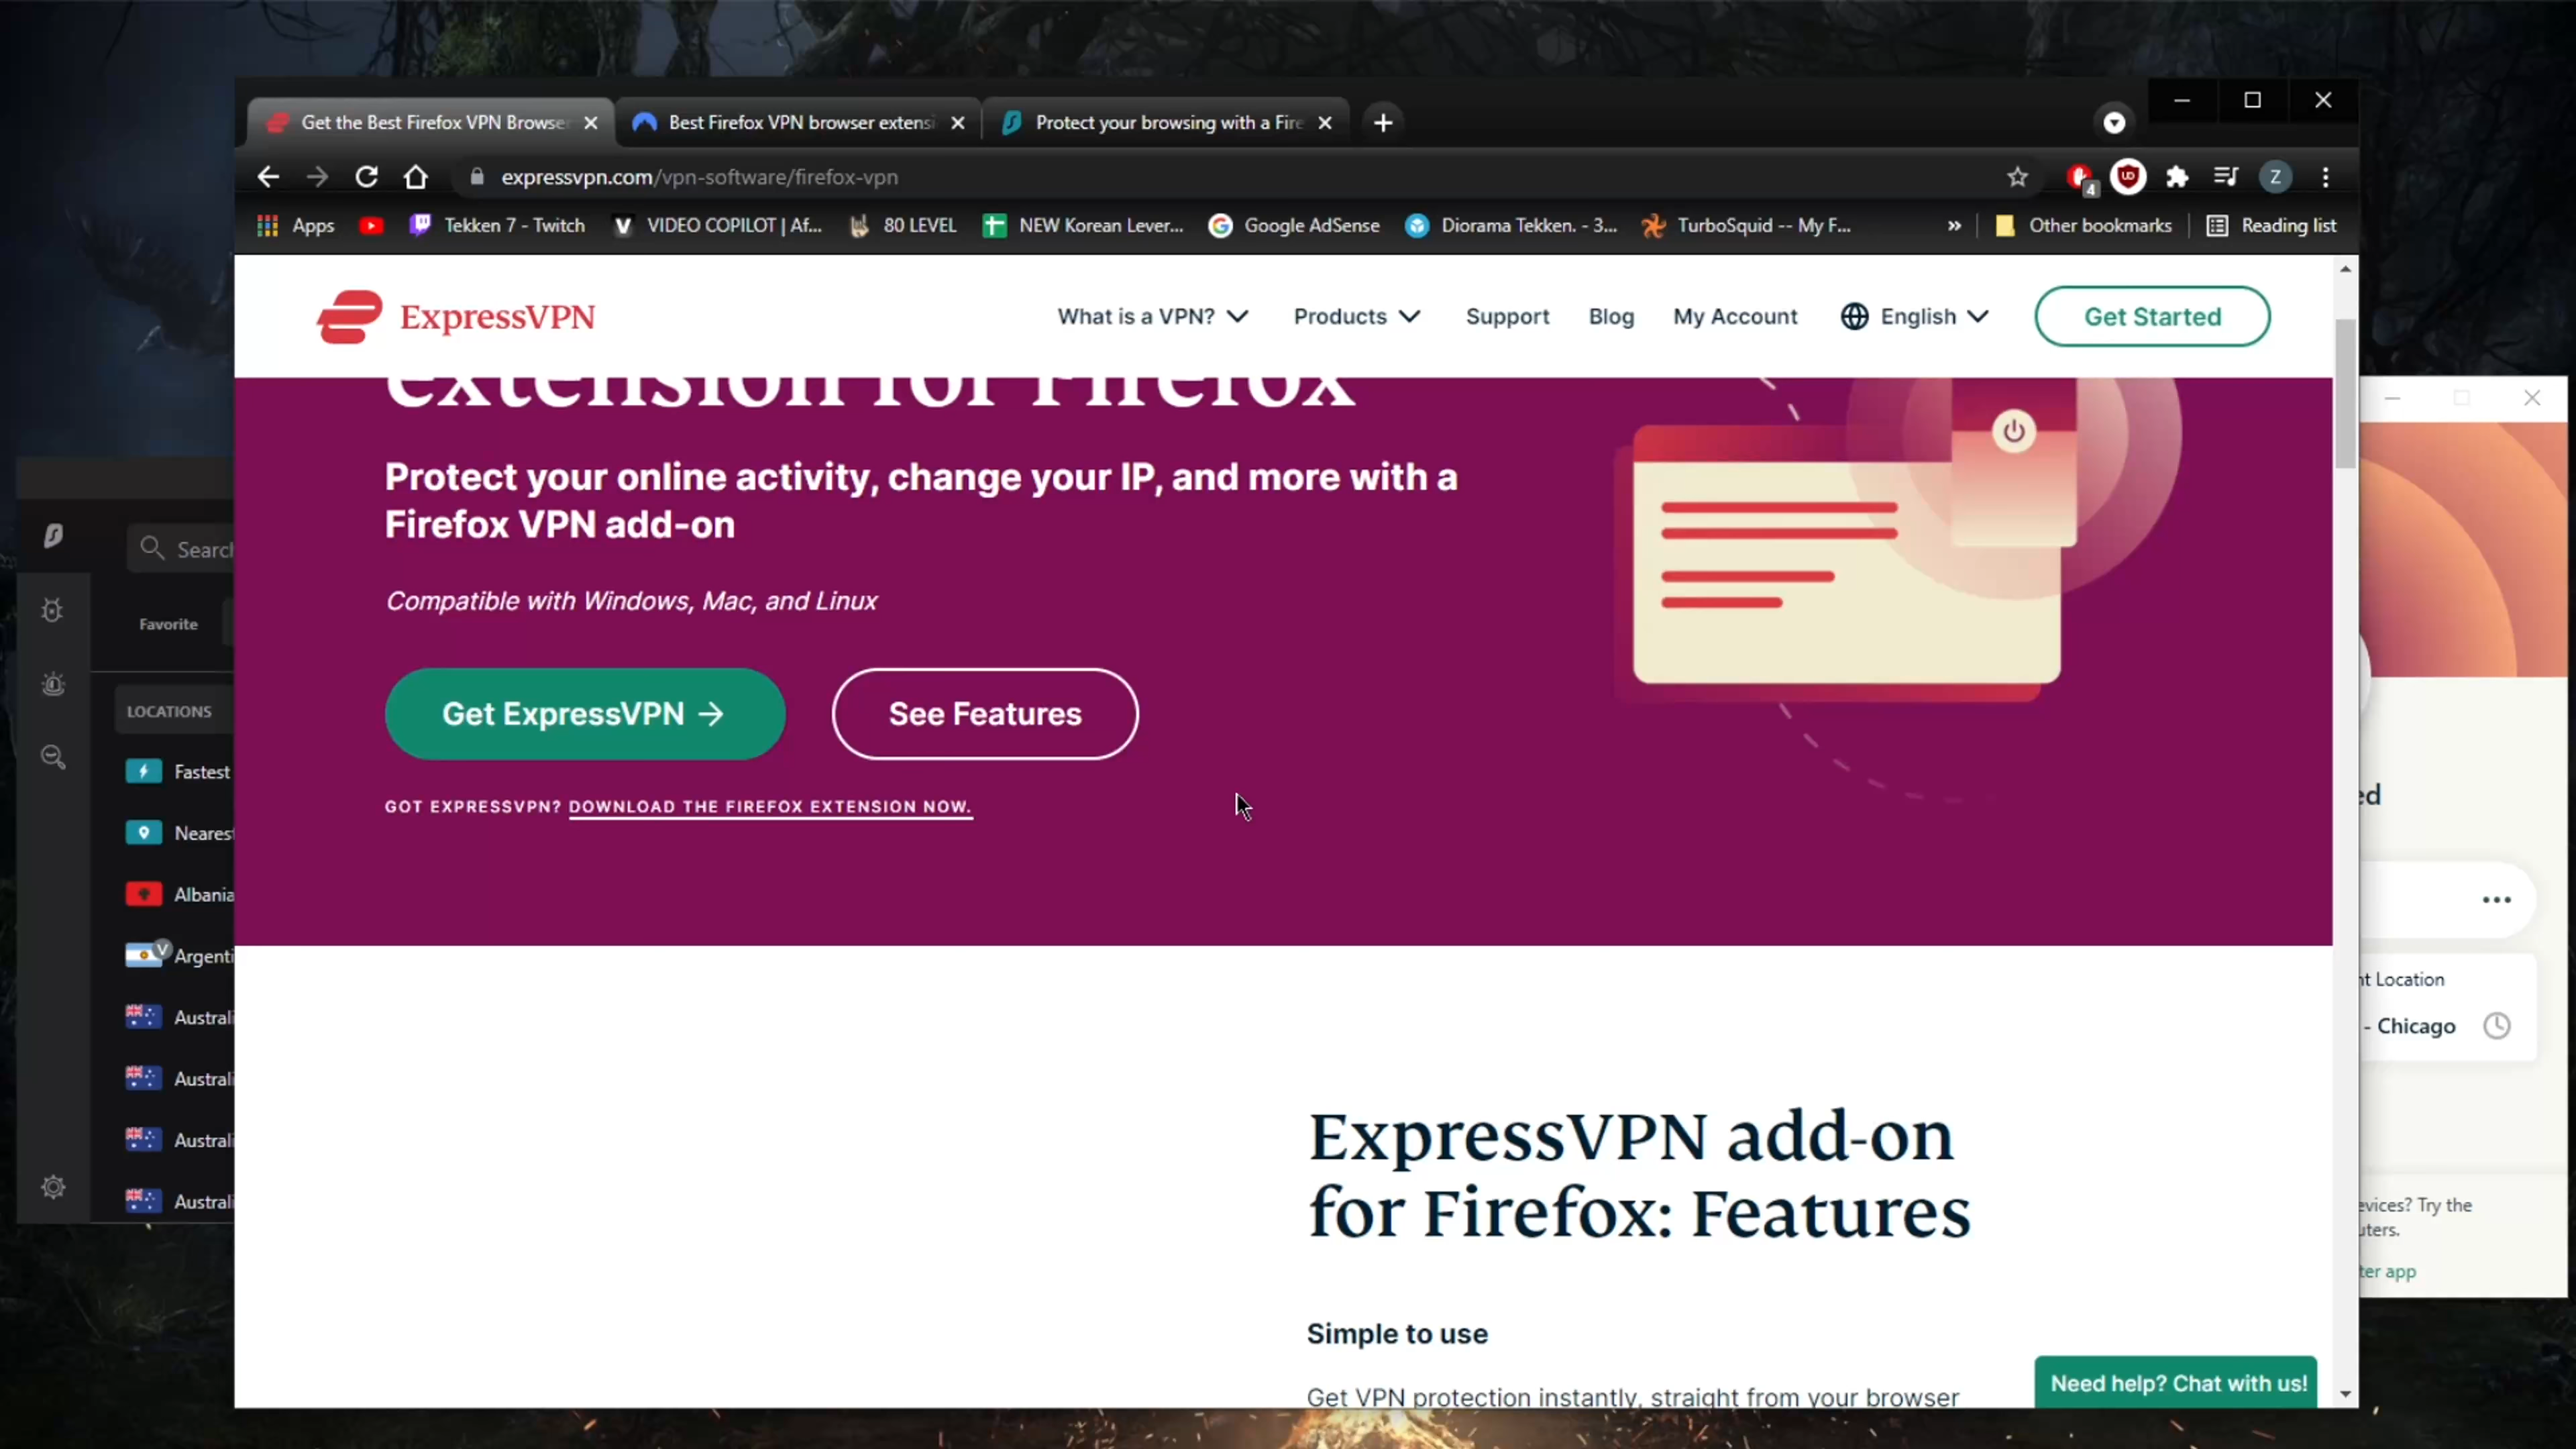 Get the Best Firefox VPN Browse
Best Firefox VPN browser extensi
Protect your browsing with a Fire
expressvpn.com/vpn-software/firefox-vpn
4
UD
Z
Apps
Tekken 7 - Twitch
VIDEO COPILOT | Af...
80 LEVEL
NEW Korean Lever...
Google AdSense
Diorama Tekken. - 3...
TurboSquid -- My F...
»
Other bookmarks
Reading list
ExpressVPN
What is a VPN?
Products
Support
Blog
My Account
English
Get Started
extension for Firefox
Protect your online activity, change your IP, and more with a
Firefox VPN add-on
Compatible with Windows, Mac, and Linux
Get ExpressVPN →
See Features
GOT EXPRESSVPN? DOWNLOAD THE FIREFOX EXTENSION NOW.
ExpressVPN add-on
for Firefox: Features
Simple to use
Get VPN protection instantly, straight from your browser
Need help? Chat with us!
Search
Favorite
LOCATIONS
Fastest
Nearest
Albania
V
Argenti
Australi
Australi
Australi
Australi
ed
nt Location
- Chicago
evices? Try the
uters.
ter app